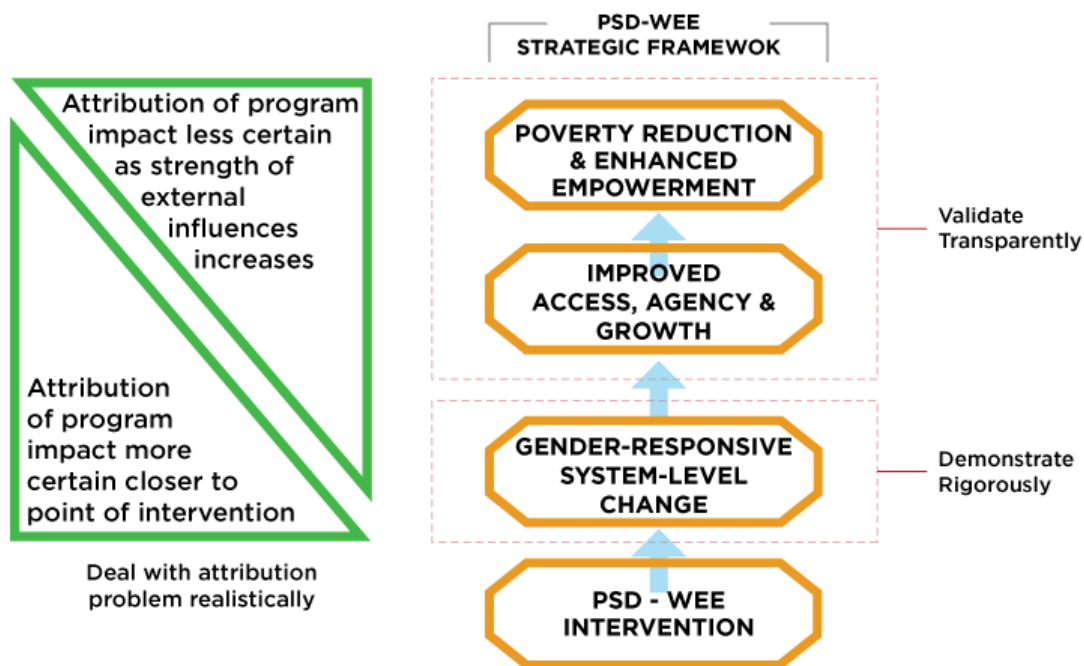 PSD-WEE
STRATEGIC FRAMEWOK
Attribution of program
impact less certain
as strength of
external
influences
increases
Attribution
of program
impact more
certain closer to
point of intervention
Deal with attribution
problem realistically
POVERTY REDUCTION
& ENHANCED
EMPOWERMENT
IMPROVED
ACCESS, AGENCY &
GROWTH
GENDER-RESPONSIVE
SYSTEM-LEVEL
CHANGE
PSD - WEE
INTERVENTION
Validate
Transparently
Demonstrate
Rigorously